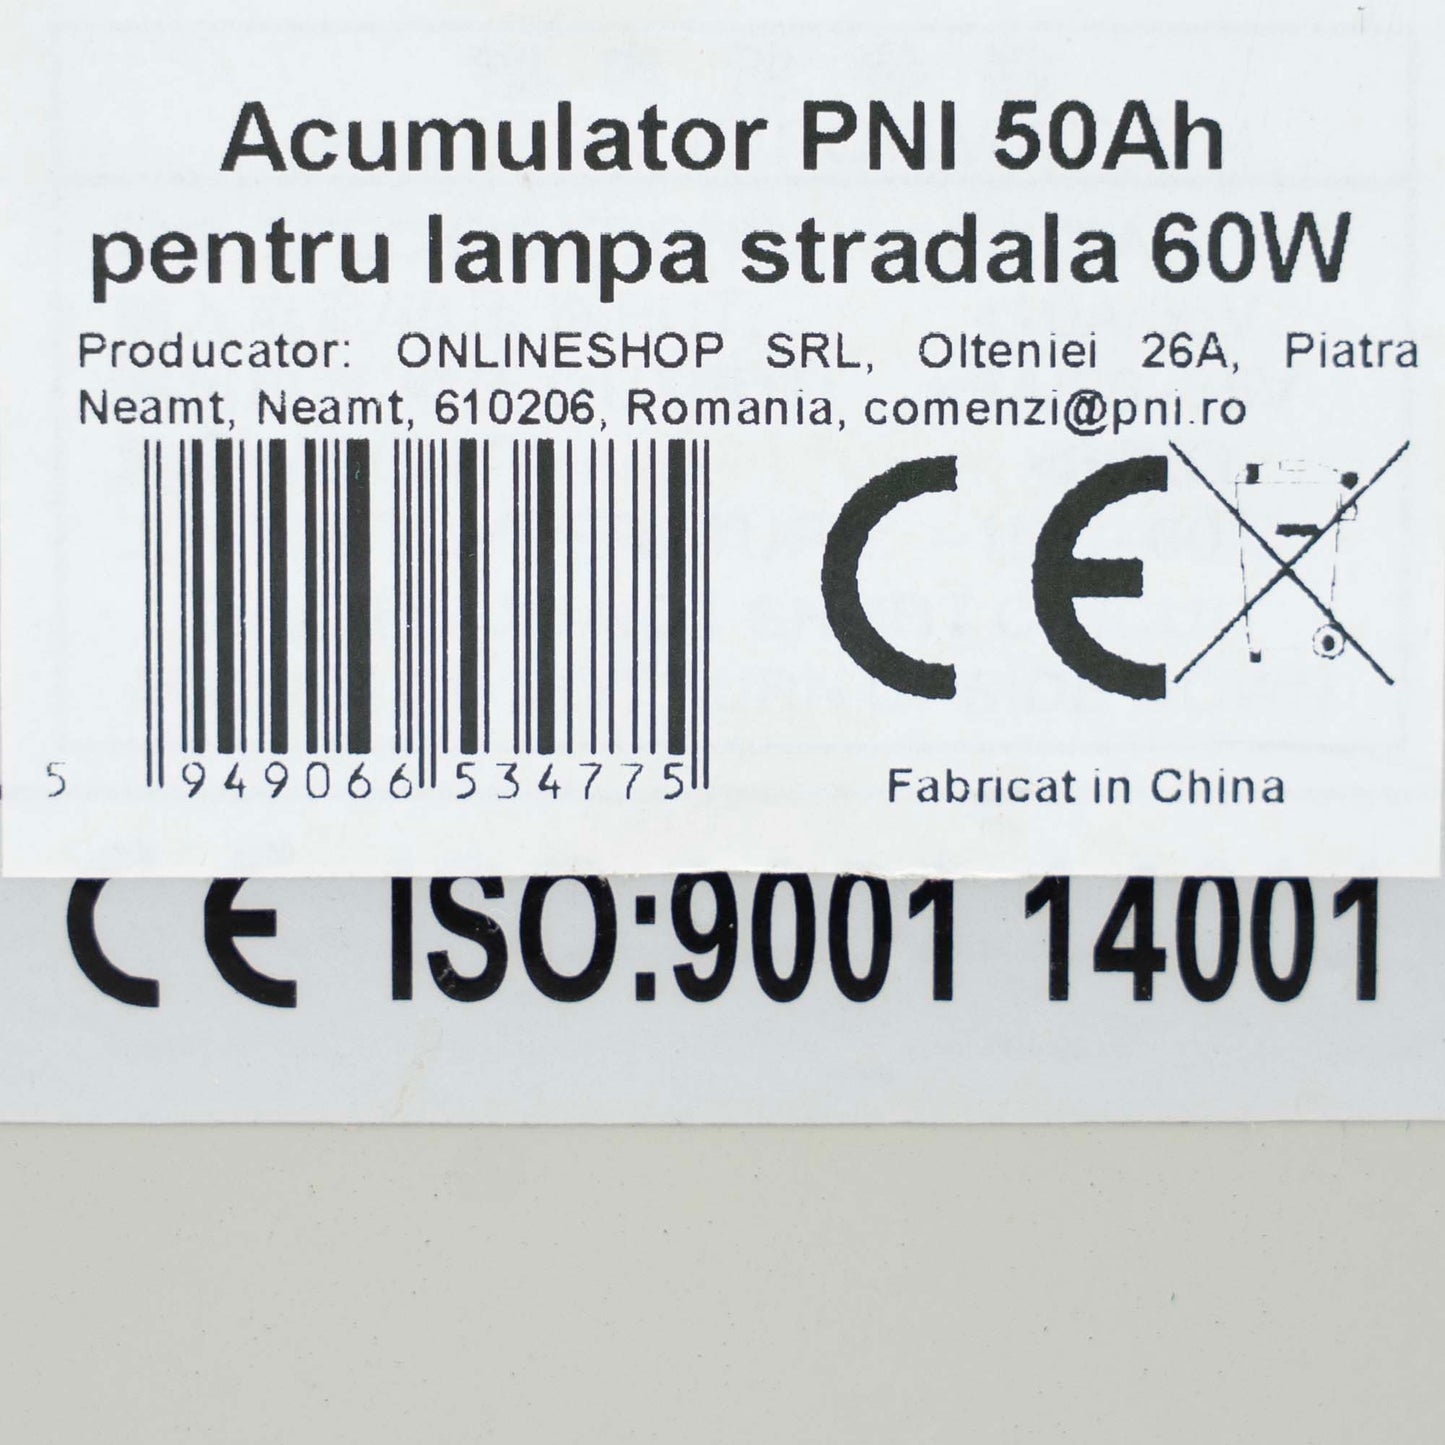 Acumulator PNI 50Ah
pentru lampa stradala 60W
Producator: ONLINESHOP SRL, Olteniei 26A, Piatra
Neamt, Neamt, 610206, Romania, comenzi@pni.ro
CE
5 949066 534775
Fabricat in China
CE ISO:9001 14001